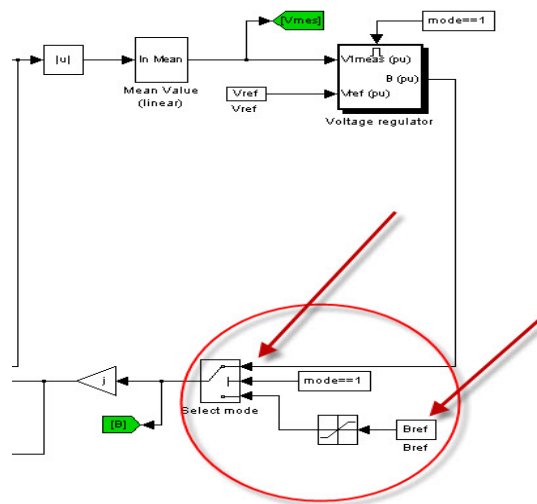 [Vmes]
mode==1
|u|
In Mean
Mean Value
(linear)
V1meas (pu)
B (pu)
Vref (pu)
Voltage regulator
Vref
Vref
j
[B]
mode==1
Select mode
Bref
Bref